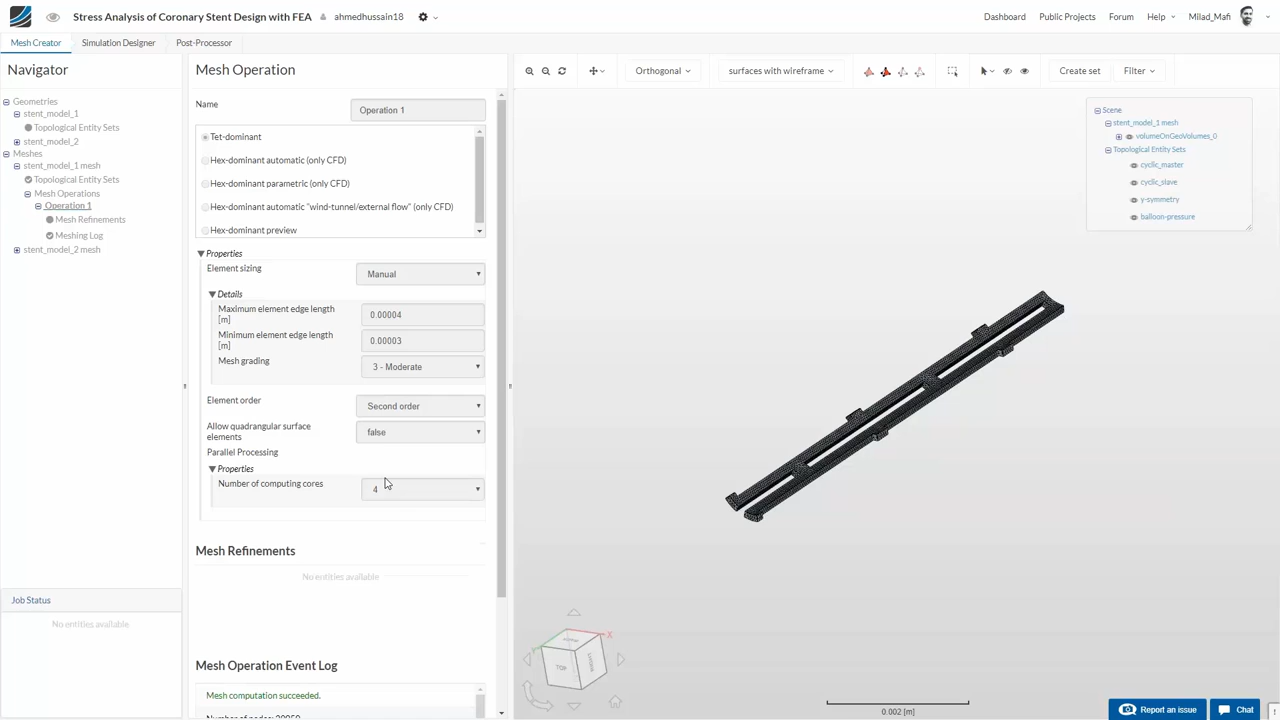 Stress Analysis of Coronary Stent Design with FEA
ahmedhussain18
Dashboard
Public Projects
Forum
Help
Milad_Mafi
Mesh Creator
Simulation Designer
Post-Processor
Navigator
Geometries
stent_model_1
Topological Entity Sets
stent_model_2
Meshes
stent_model_1 mesh
Topological Entity Sets
Mesh Operations
Operation 1
Mesh Refinements
Meshing Log
stent_model_2 mesh
Job Status
No entities available
Mesh Operation
Name
Operation 1
Tet-dominant
Hex-dominant automatic (only CFD)
Hex-dominant parametric (only CFD)
Hex-dominant automatic "wind-tunnel/external flow" (only CFD)
Hex-dominant preview
Properties
Element sizing
Manual
Details
Maximum element edge length
[m]
0.00004
Minimum element edge length
[m]
0.00003
Mesh grading
3 - Moderate
Element order
Second order
Allow quadrangular surface
elements
false
Parallel Processing
Properties
Number of computing cores
4
Mesh Refinements
No entities available
Mesh Operation Event Log
Mesh computation succeeded.
Orthogonal
surfaces with wireframe
Create set
Filter
Scene
stent_model_1 mesh
volumeOnGeoVolumes_0
Topological Entity Sets
cyclic_master
cyclic_slave
y-symmetry
balloon-pressure
X
TOP
0.002 [m]
Report an issue
Chat